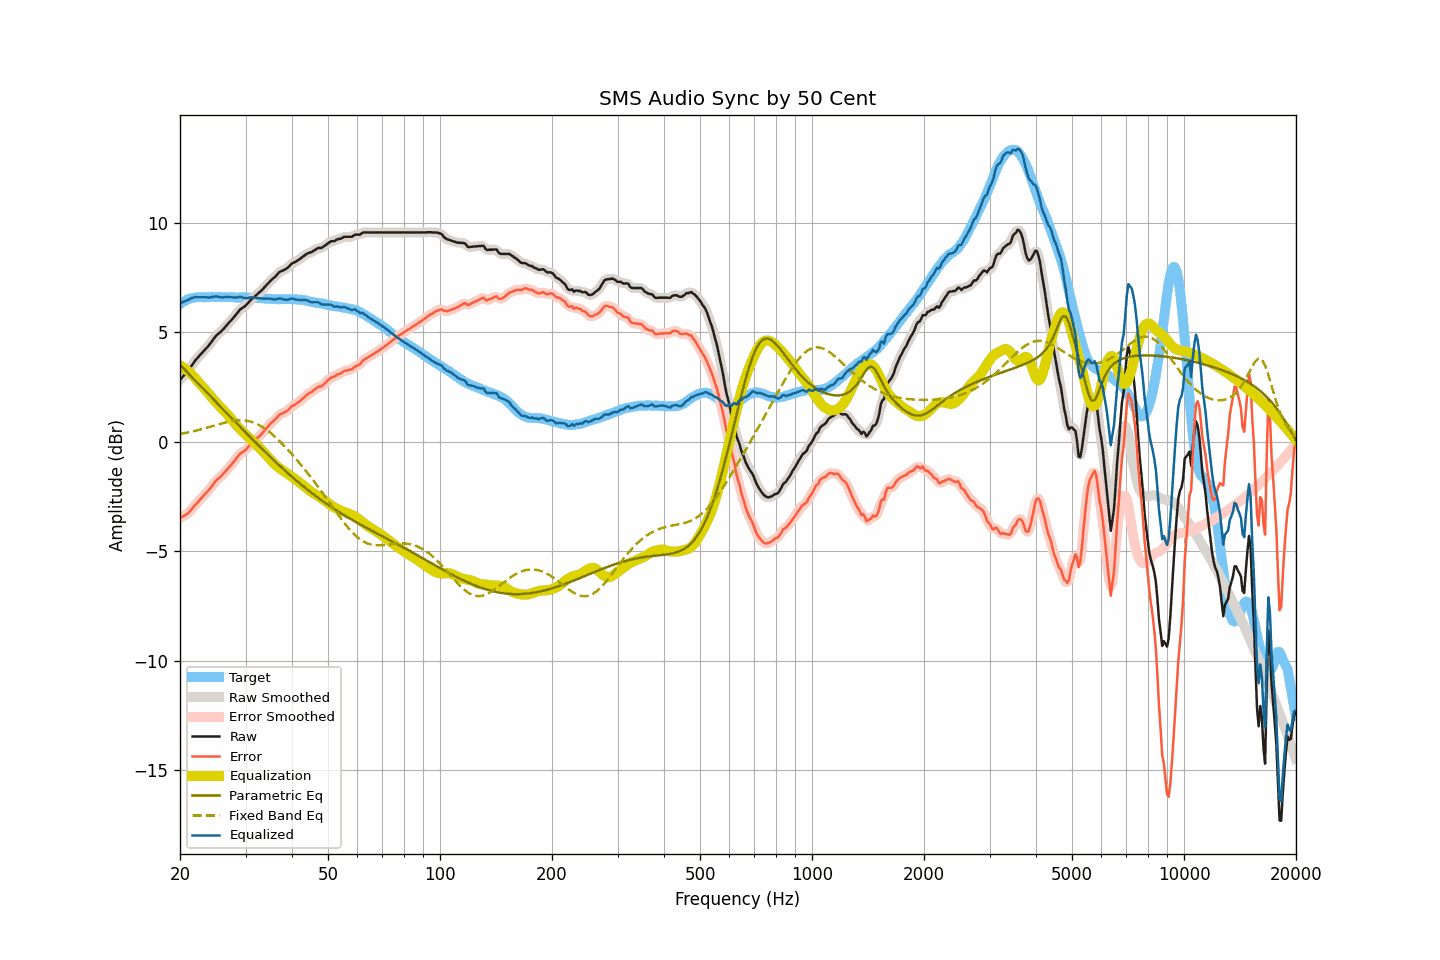 SMS Audio Sync by 50 Cent
Amplitude (dBr)
10
5
0
−5
−10
−15
Target
Raw Smoothed
Error Smoothed
Raw
Error
Equalization
Parametric Eq
Fixed Band Eq
Equalized
20 50 100 200 500 1000 2000 5000 10000 20000
Frequency (Hz)